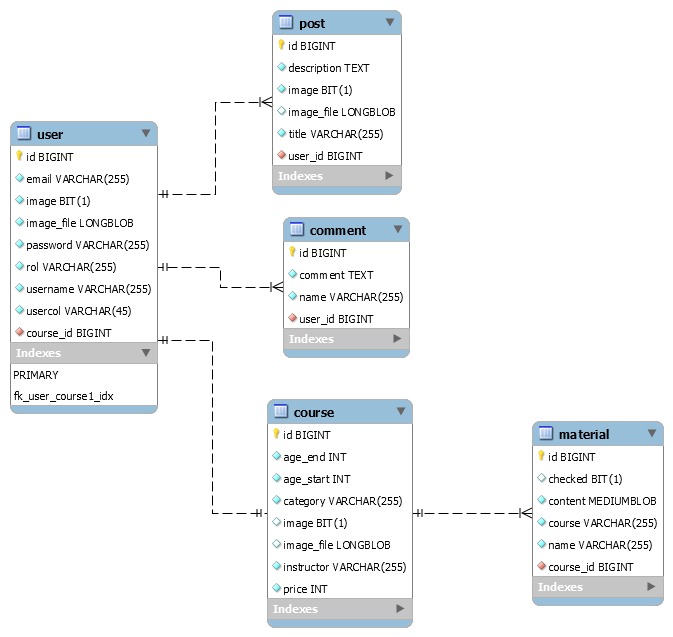 post
id BIGINT
description TEXT
image BIT(1)
image_file LONGBLOB
title VARCHAR(255)
user_id BIGINT
Indexes
user
id BIGINT
email VARCHAR(255)
image BIT(1)
image_file LONGBLOB
password VARCHAR(255)
rol VARCHAR(255)
username VARCHAR(255)
usercol VARCHAR(45)
course_id BIGINT
Indexes
PRIMARY
fk_user_course1_idx
comment
id BIGINT
comment TEXT
name VARCHAR(255)
user_id BIGINT
Indexes
course
id BIGINT
age_end INT
age_start INT
category VARCHAR(255)
image BIT(1)
image_file LONGBLOB
instructor VARCHAR(255)
price INT
Indexes
material
id BIGINT
checked BIT(1)
content MEDIUMBLOB
course VARCHAR(255)
name VARCHAR(255)
course_id BIGINT
Indexes